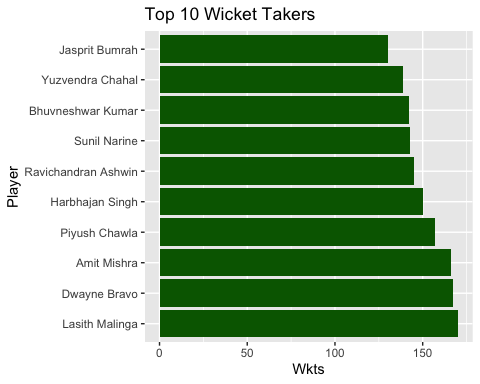 Top 10 Wicket Takers
Player
Jasprit Bumrah
Yuzvendra Chahal
Bhuvneshwar Kumar
Sunil Narine
Ravichandran Ashwin
Harbhajan Singh
Piyush Chawla
Amit Mishra
Dwayne Bravo
Lasith Malinga
0 50 100 150
Wkts